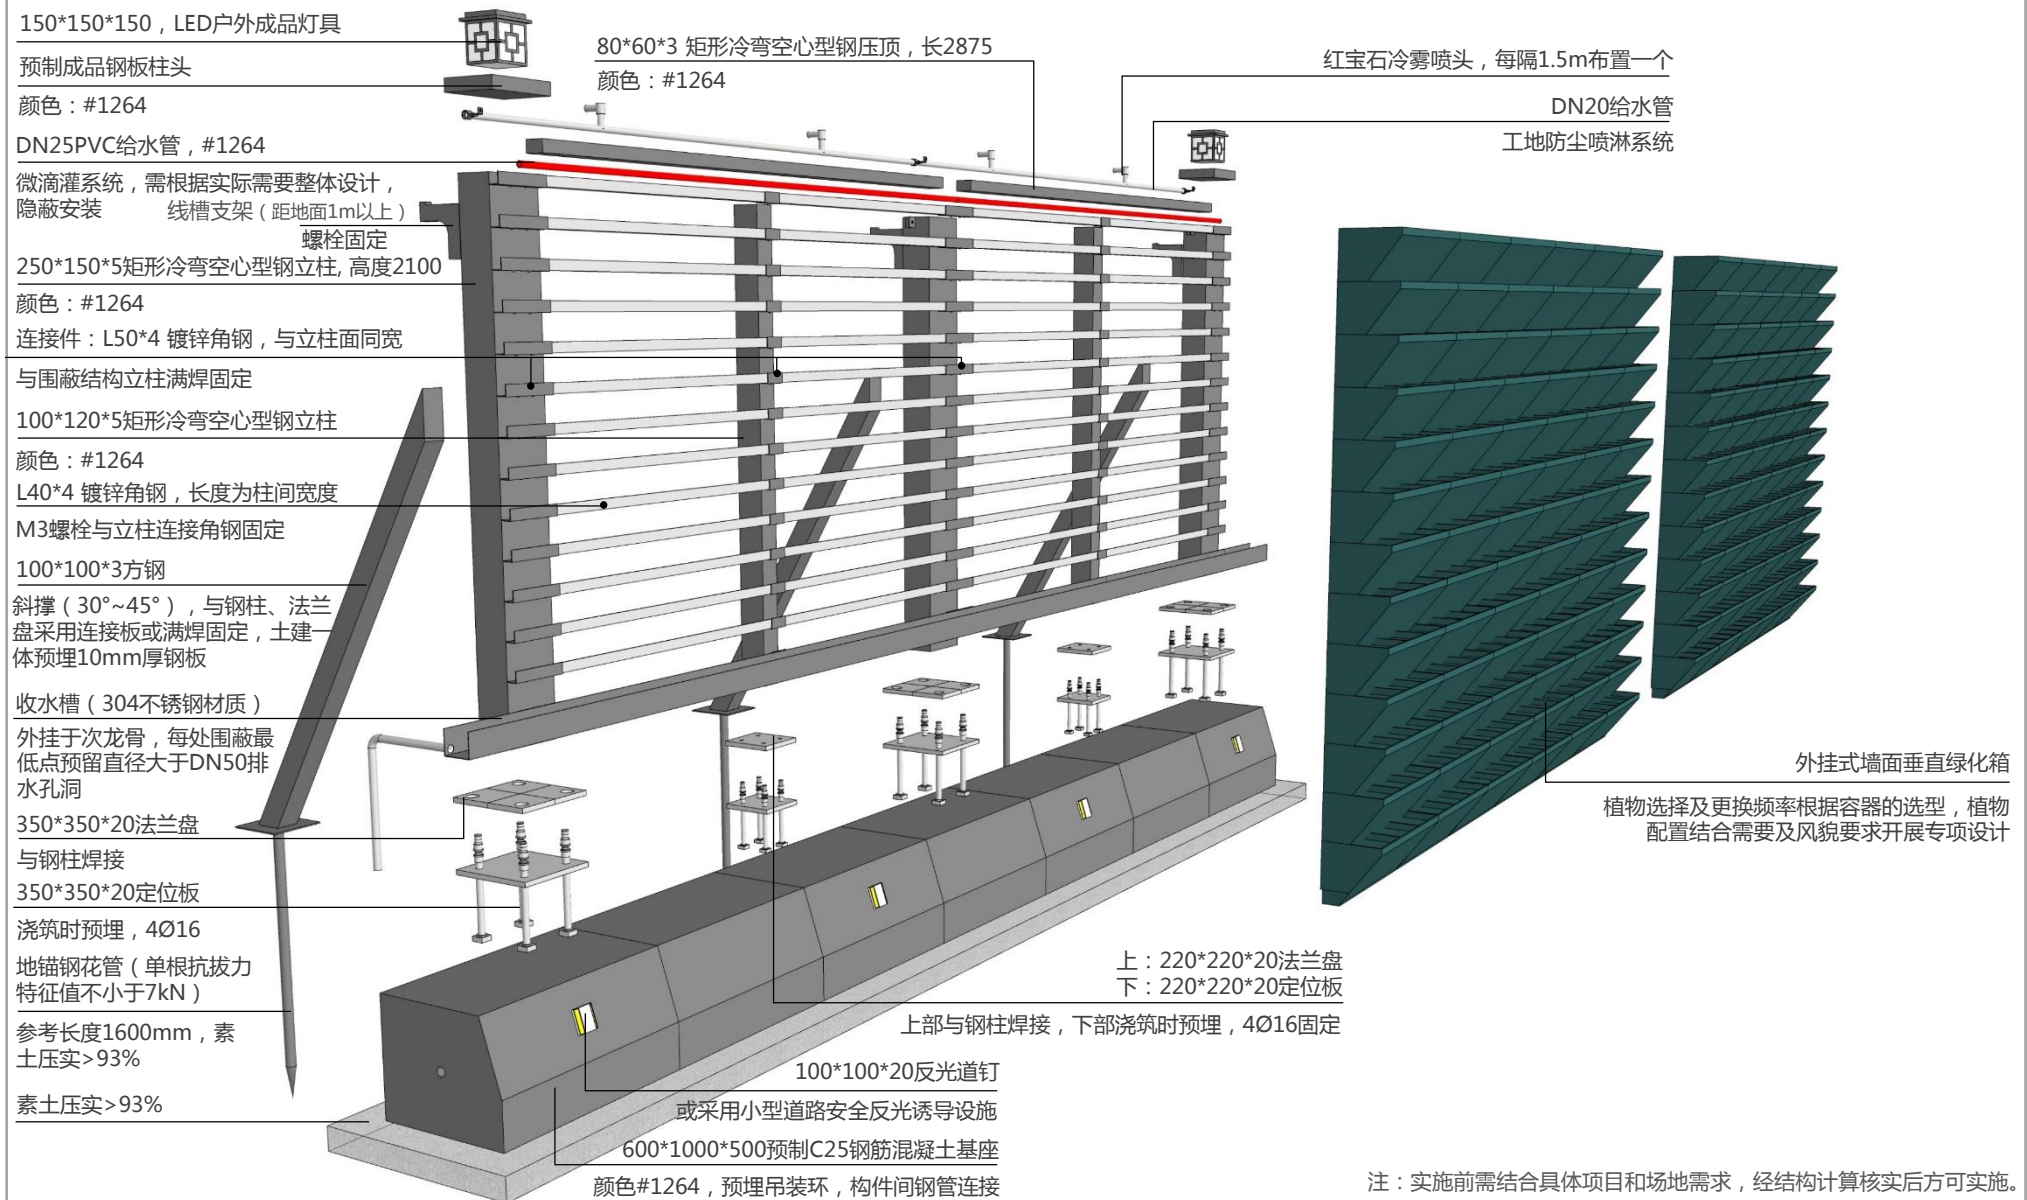 150*150*150，LED户外成品灯具
预制成品钢板柱头
颜色：#1264
DN25PVC给水管，#1264
微滴灌系统，需根据实际需要整体设计，
隐蔽安装
线槽支架（距地面1m以上）
螺栓固定
250*150*5矩形冷弯空心型钢立柱, 高度2100
颜色：#1264
连接件：L50*4 镀锌角钢，与立柱面同宽
与围蔽结构立柱满焊固定
100*120*5矩形冷弯空心型钢立柱
颜色：#1264
L40*4 镀锌角钢，长度为柱间宽度
M3螺栓与立柱连接角钢固定
100*100*3方钢
斜撑（30°~45°），与钢柱、法兰
盘采用连接板或满焊固定，土建一
体预埋10mm厚钢板
收水槽（304不锈钢材质）
外挂于次龙骨，每处围蔽最
低点预留直径大于DN50排
水孔洞
350*350*20法兰盘
与钢柱焊接
350*350*20定位板
浇筑时预埋，4Ø16
地锚钢花管（单根抗拔力
特征值不小于7kN）
参考长度1600mm，素
土压实>93%
素土压实>93%
80*60*3 矩形冷弯空心型钢压顶，长2875
颜色：#1264
红宝石冷雾喷头，每隔1.5m布置一个
DN20给水管
工地防尘喷淋系统
外挂式墙面垂直绿化箱
植物选择及更换频率根据容器的选型，植物
配置结合需要及风貌要求开展专项设计
上：220*220*20法兰盘
下：220*220*20定位板
上部与钢柱焊接，下部浇筑时预埋，4Ø16固定
100*100*20反光道钉
或采用小型道路安全反光诱导设施
600*1000*500预制C25钢筋混凝土基座
颜色#1264，预埋吊装环，构件间钢管连接
注：实施前需结合具体项目和场地需求，经结构计算核实后方可实施。